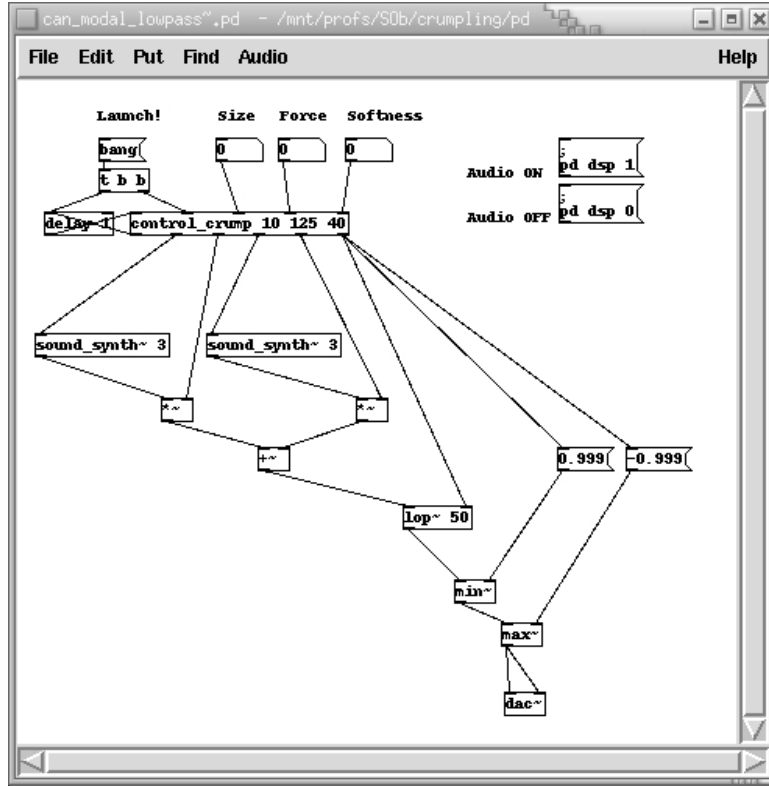 can_modal_lowpass~.pd - /mnt/profs/SOb/crumpling/pd
File Edit Put Find Audio Help
Launch! Size Force Softness
bang
0 0 0
;
pd dsp 1
Audio ON
t b b
;
pd dsp 0
Audio OFF
delay 1
control_crump 10 125 40
sound_synth~ 3
sound_synth~ 3
*~
*~
+~
0.999
-0.999
lop~ 50
min~
max~
dac~